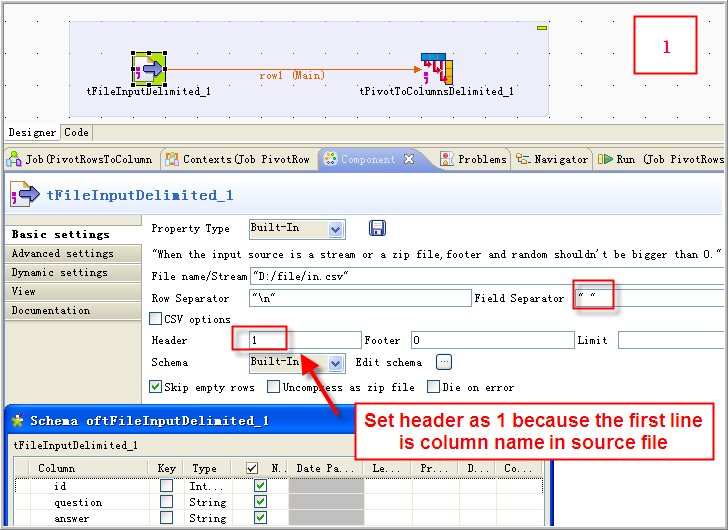 1
row1 (Main)
tFileInputDelimited_1 tPivotToColumnsDelimited_1
Designer Code
Job(PivotRowsToColumn Contexts(Job PivotRow Component Problems Navigator Run (Job PivotRows
tFileInputDelimited_1
Basic settings
Advanced settings
Dynamic settings
View
Documentation
Property Type Built-In
"When the input source is a stream or a zip file,footer and random shouldn't be bigger than 0."
File name/Stream "D:/file/in.csv"
Row Separator "\n" Field Separator " "
CSV options
Header 1 Footer 0 Limit
Schema Built-In Edit schema ...
Skip empty rows Uncompress as zip file Die on error
Set header as 1 because the first line
is column name in source file
Schema oftFileInputDelimited_1
tFileInputDelimited_1
Column Key Type N.. Date Pa... Le... Pr... D... Co...
id Int...
question String
answer String